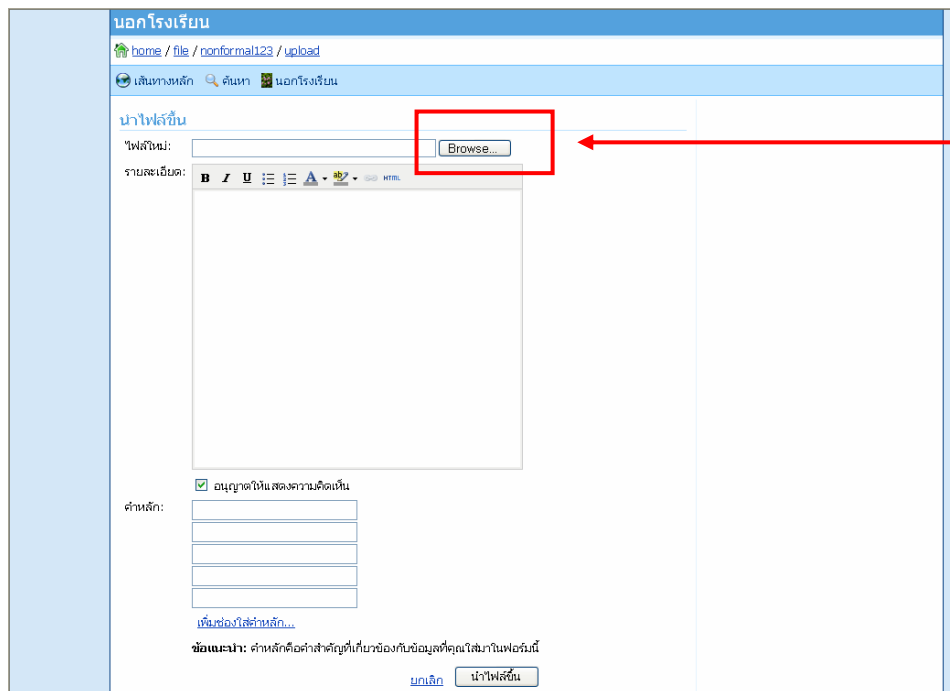 นอกโรงเรียน
home / file / nonformal123 / upload
เส้นทางหลัก ค้นหา นอกโรงเรียน
นำไฟล์ขึ้น
ไฟล์ใหม่: Browse...
รายละเอียด: B I U A ab HTML
อนุญาตให้แสดงความคิดเห็น
คำหลัก:
เพิ่มช่องใส่คำหลัก...
ข้อแนะนำ: คำหลักคือคำสำคัญที่เกี่ยวข้องกับข้อมูลที่คุณใส่มาในฟอร์มนี้
ยกเลิก นำไฟล์ขึ้น